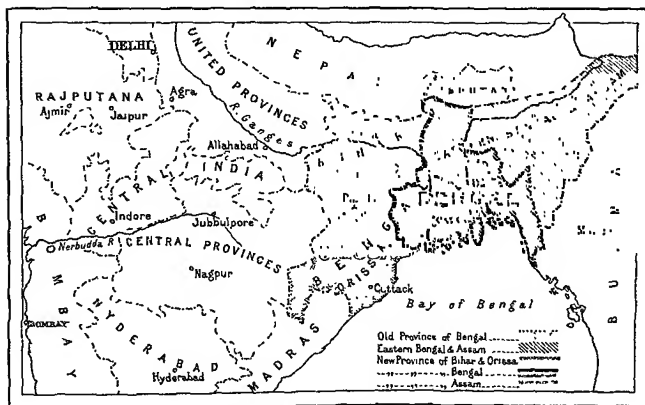 DELHI
NEPAL
UNITED PROVINCES
R. Ganges
RAJPUTANA
Ajmir
Jaipur
Agra
Allahabad
CENTRAL INDIA
Indore
Jubbulpore
Nerbudda R.
CENTRAL PROVINCES
Nagpur
BOMBAY
BOMBAY
HYDERABAD
Hyderabad
MADRAS
ORISSA
Cuttack
Bay of Bengal
BURMA
Old Province of Bengal
Eastern Bengal & Assam
New Province of Bihar & Orissa
" " " Bengal
" " " Assam